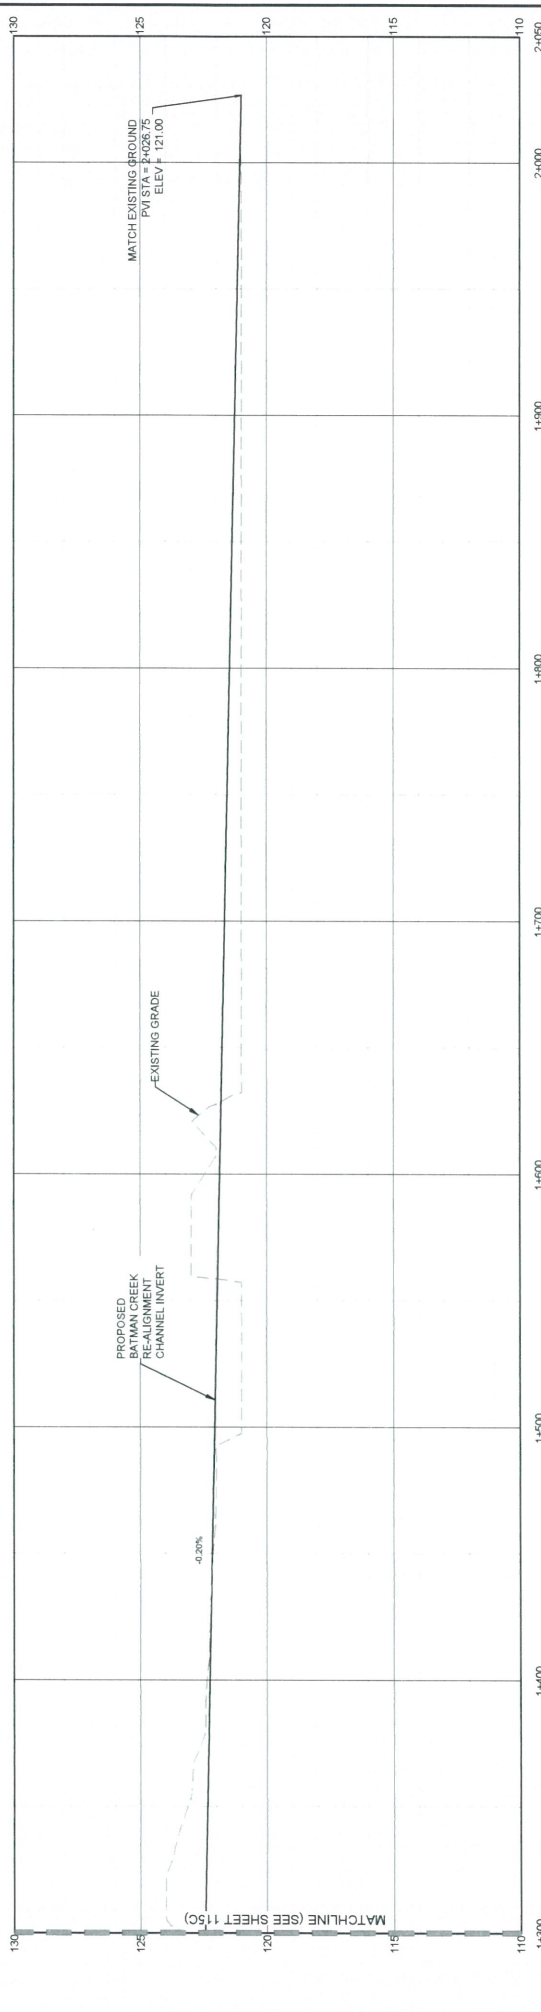 130
125
120
115
110
130
125
120
115
110
1+300
1+400
1+500
1+600
1+700
1+800
1+900
2+000
2+050
MATCHLINE (SEE SHEET 115C)
-0.20%
PROPOSED
BATMAN CREEK
RE-ALIGNMENT
CHANNEL INVERT
EXISTING GRADE
MATCH EXISTING GROUND
PVI STA = 2+026.75
ELEV = 121.00